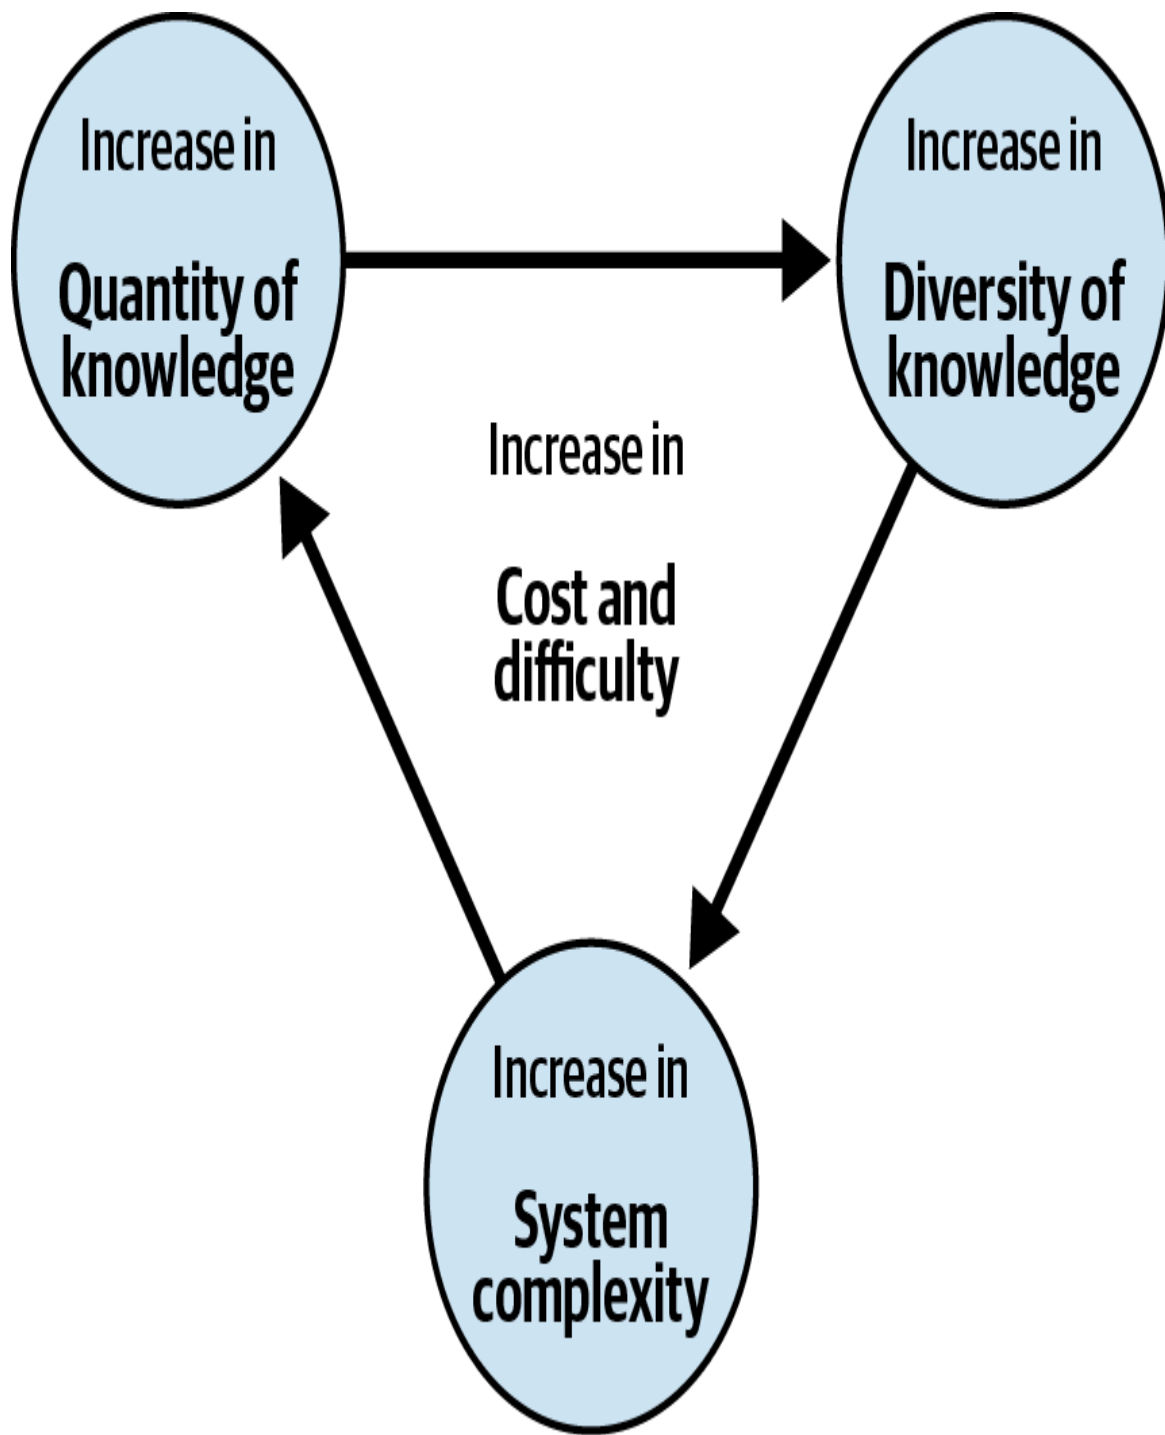 Increase in
Quantity of
knowledge
Increase in
Diversity of
knowledge
Increase in
Cost and
difficulty
Increase in
System
complexity